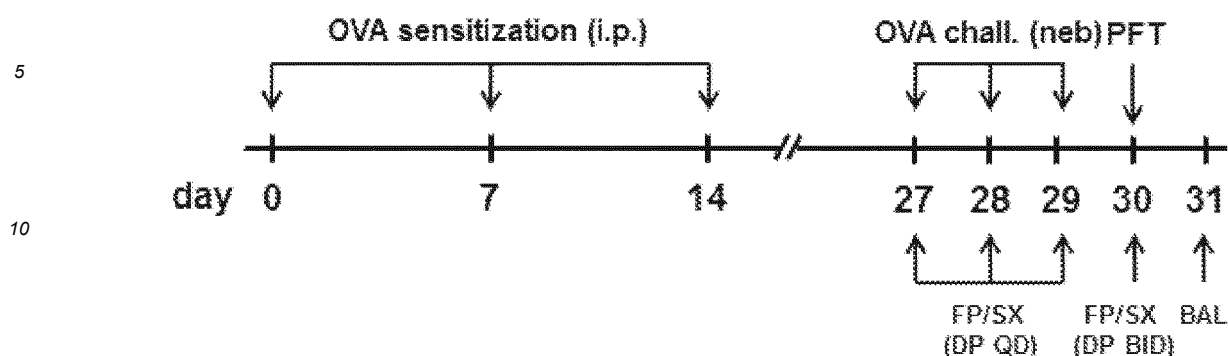 OVA sensitization (i.p.) OVA chall. (neb) PFT
5
day 0 7 14 27 28 29 30 31
10
FP/SX FP/SX BAL
(DP QD) (DP BID)